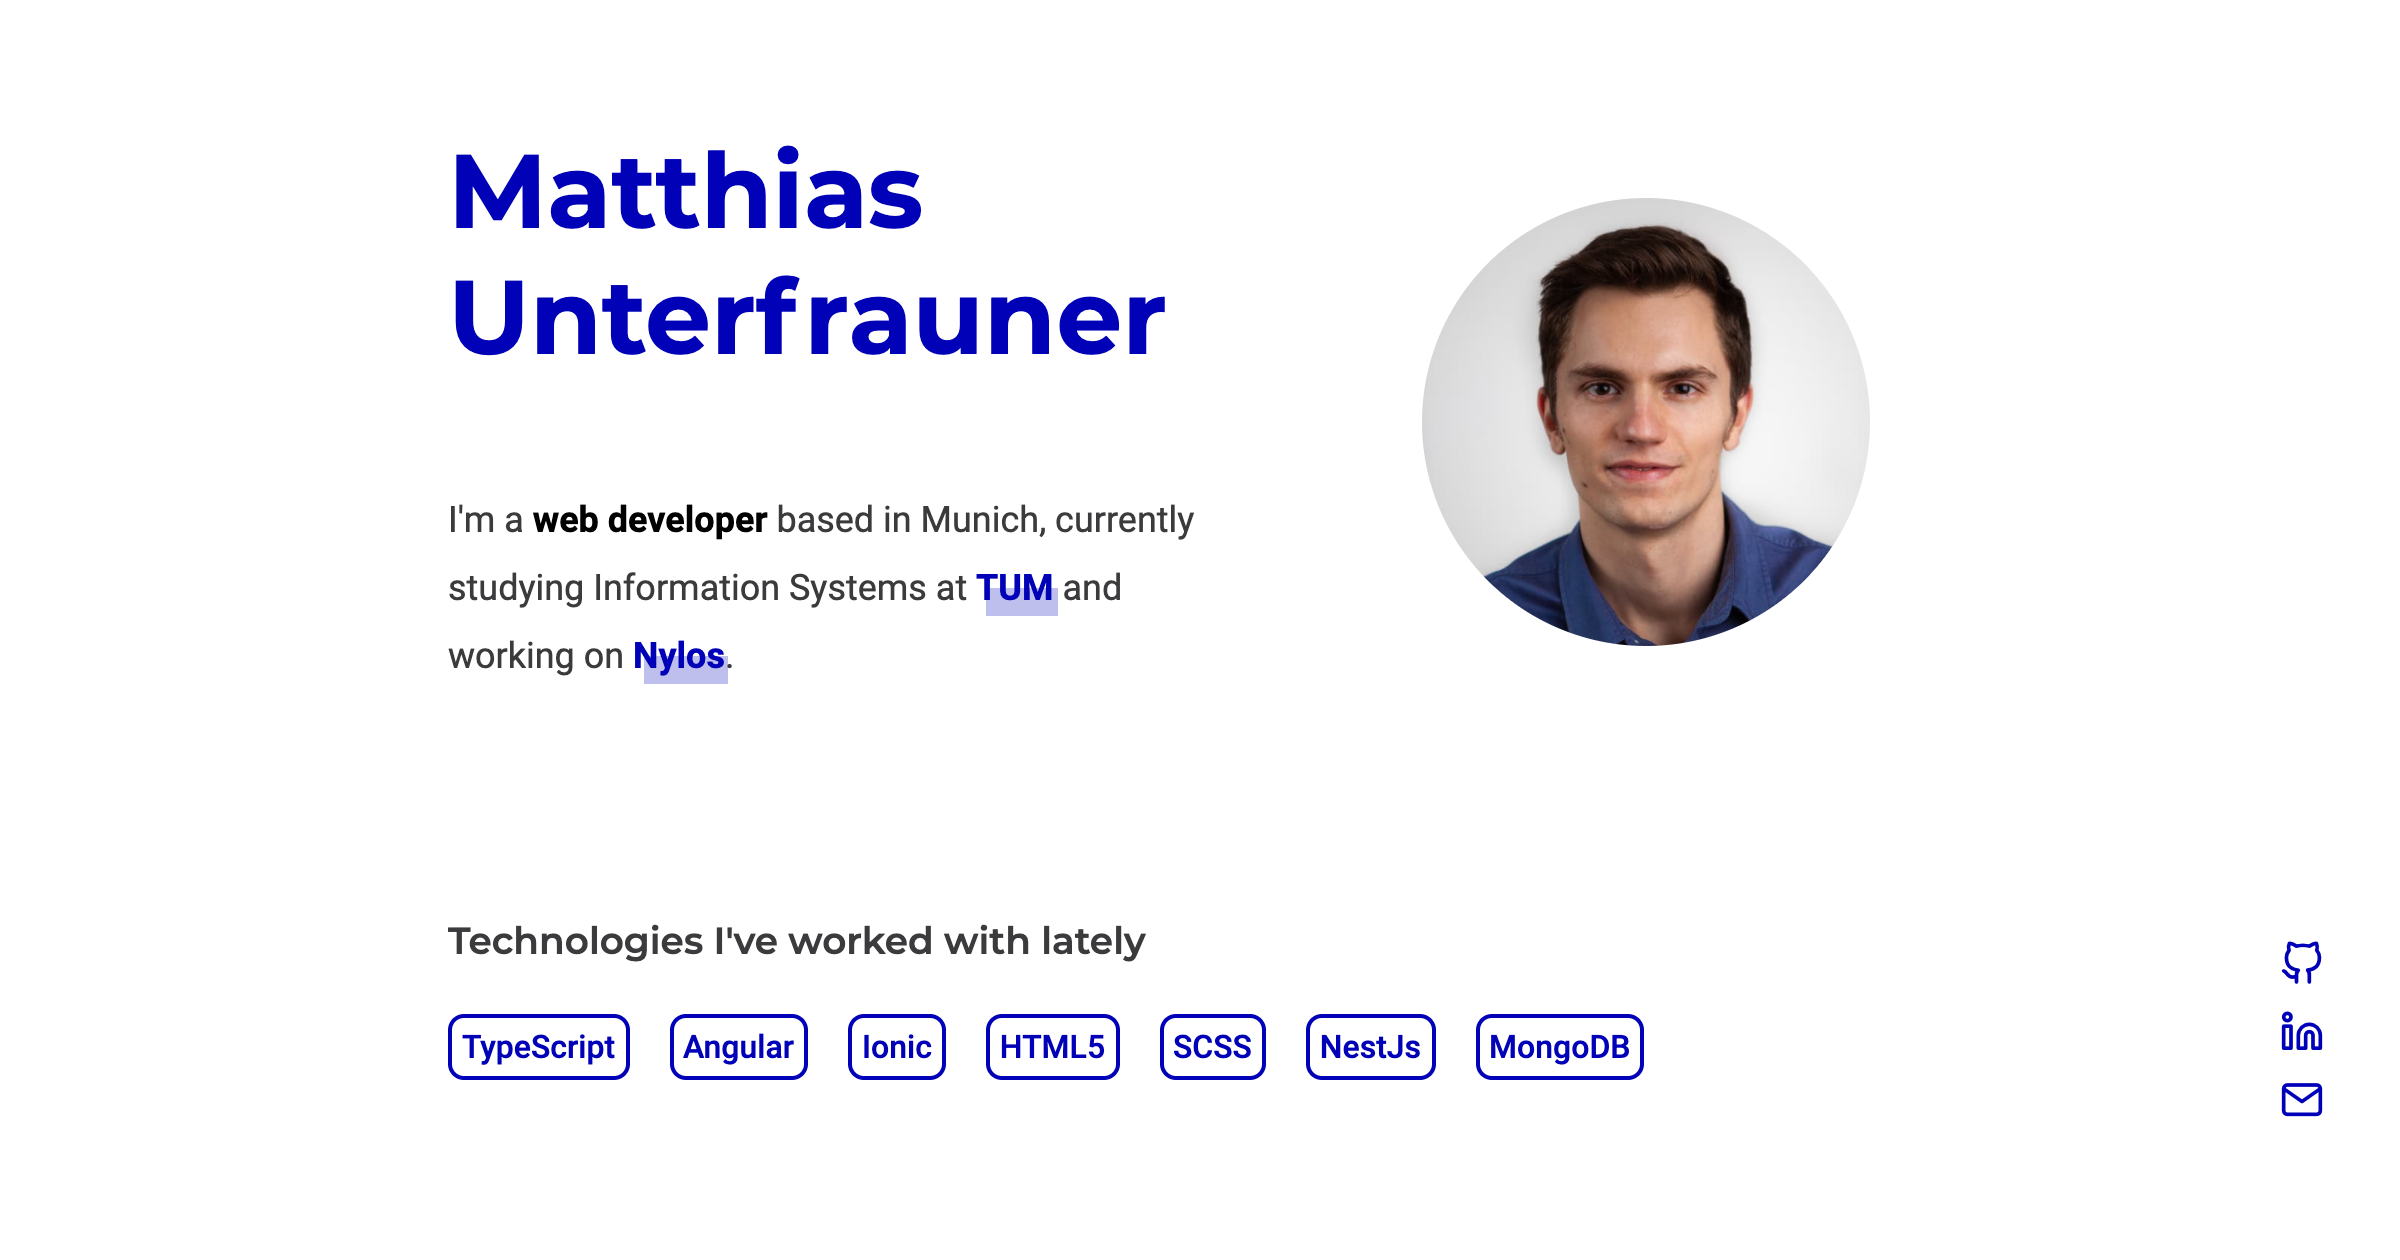 Matthias
Unterfrauner
I'm a web developer based in Munich, currently
studying Information Systems at TUM and
working on Nylos.
Technologies I've worked with lately
TypeScript Angular Ionic HTML5 SCSS NestJs MongoDB